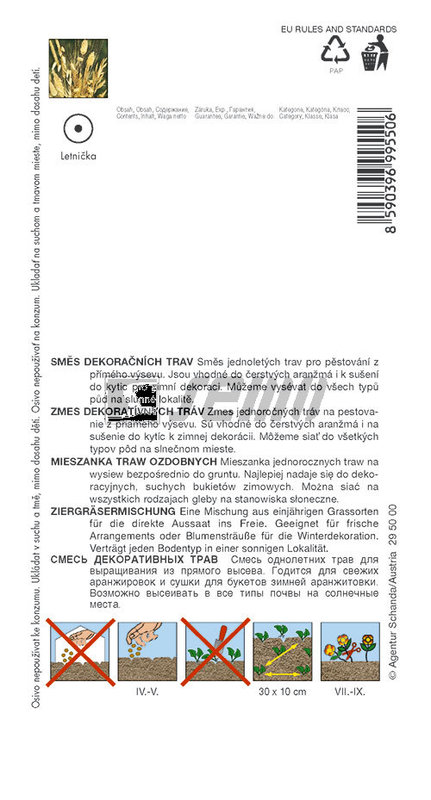 EU RULES AND STANDARDS
PAP
Letnička
Obsah, Obsah, Содержание,
Contents, Inhalt, Waga netto
Záruka, Exp., Гарантия,
Guarantee, Garantie, Ważne do
Kategorie, Kategória, Класс,
Category, Klasse, Klasa
8 590396 995506
Osivo nepoužívat ke konzumu. Ukládat v suchu a tmě, mimo dosahu dětí. Osivo nepoužívať na konzum. Ukladať na suchom a tmavom mieste, mimo dosahu detí.
SMĚS DEKORAČNÍCH TRAV Směs jednoletých trav pro pěstování z
přímého výsevu. Jsou vhodné do čerstvých aranžmá i k sušení
do kytic pro zimní dekoraci. Můžeme vysévat do všech typů
půd na slunné lokalitě.
ZMES DEKORATÍVNYCH TRÁV Zmes jednoročných tráv na pestova-
nie z priameho výsevu. Sú vhodné do čerstvých aranžmá i na
sušenie do kytíc k zimnej dekorácii. Môžeme siať do všetkých
typov pôd na slnečnom mieste.
MIESZANKA TRAW OZDOBNYCH Mieszanka jednorocznych traw na
wysiew bezpośrednio do gruntu. Najlepiej nadaje się do deko-
racyjnych, suchych bukietów zimowych. Można siać na
wszystkich rodzajach gleby na stanowiska słoneczne.
ZIERGRÄSERMISCHUNG Eine Mischung aus einjährigen Grassorten
für die direkte Aussaat ins Freie. Geeignet für frische
Arrangements oder Blumensträuße für die Winterdekoration.
Verträgt jeden Bodentyp in einer sonnigen Lokalität.
СМЕСЬ ДЕКОРАТИВНЫХ ТРАВ Смесь однолетних трав для
выращивания из прямого высева. Годится для свежих
аранжировок и сушки для букетов зимней аранжитовки.
Возможно высеивать в все типы почвы на солнечные
места.
© Agentur Schanda/Austria 29 50 00
IV.-V.
30 x 10 cm
VII.-IX.